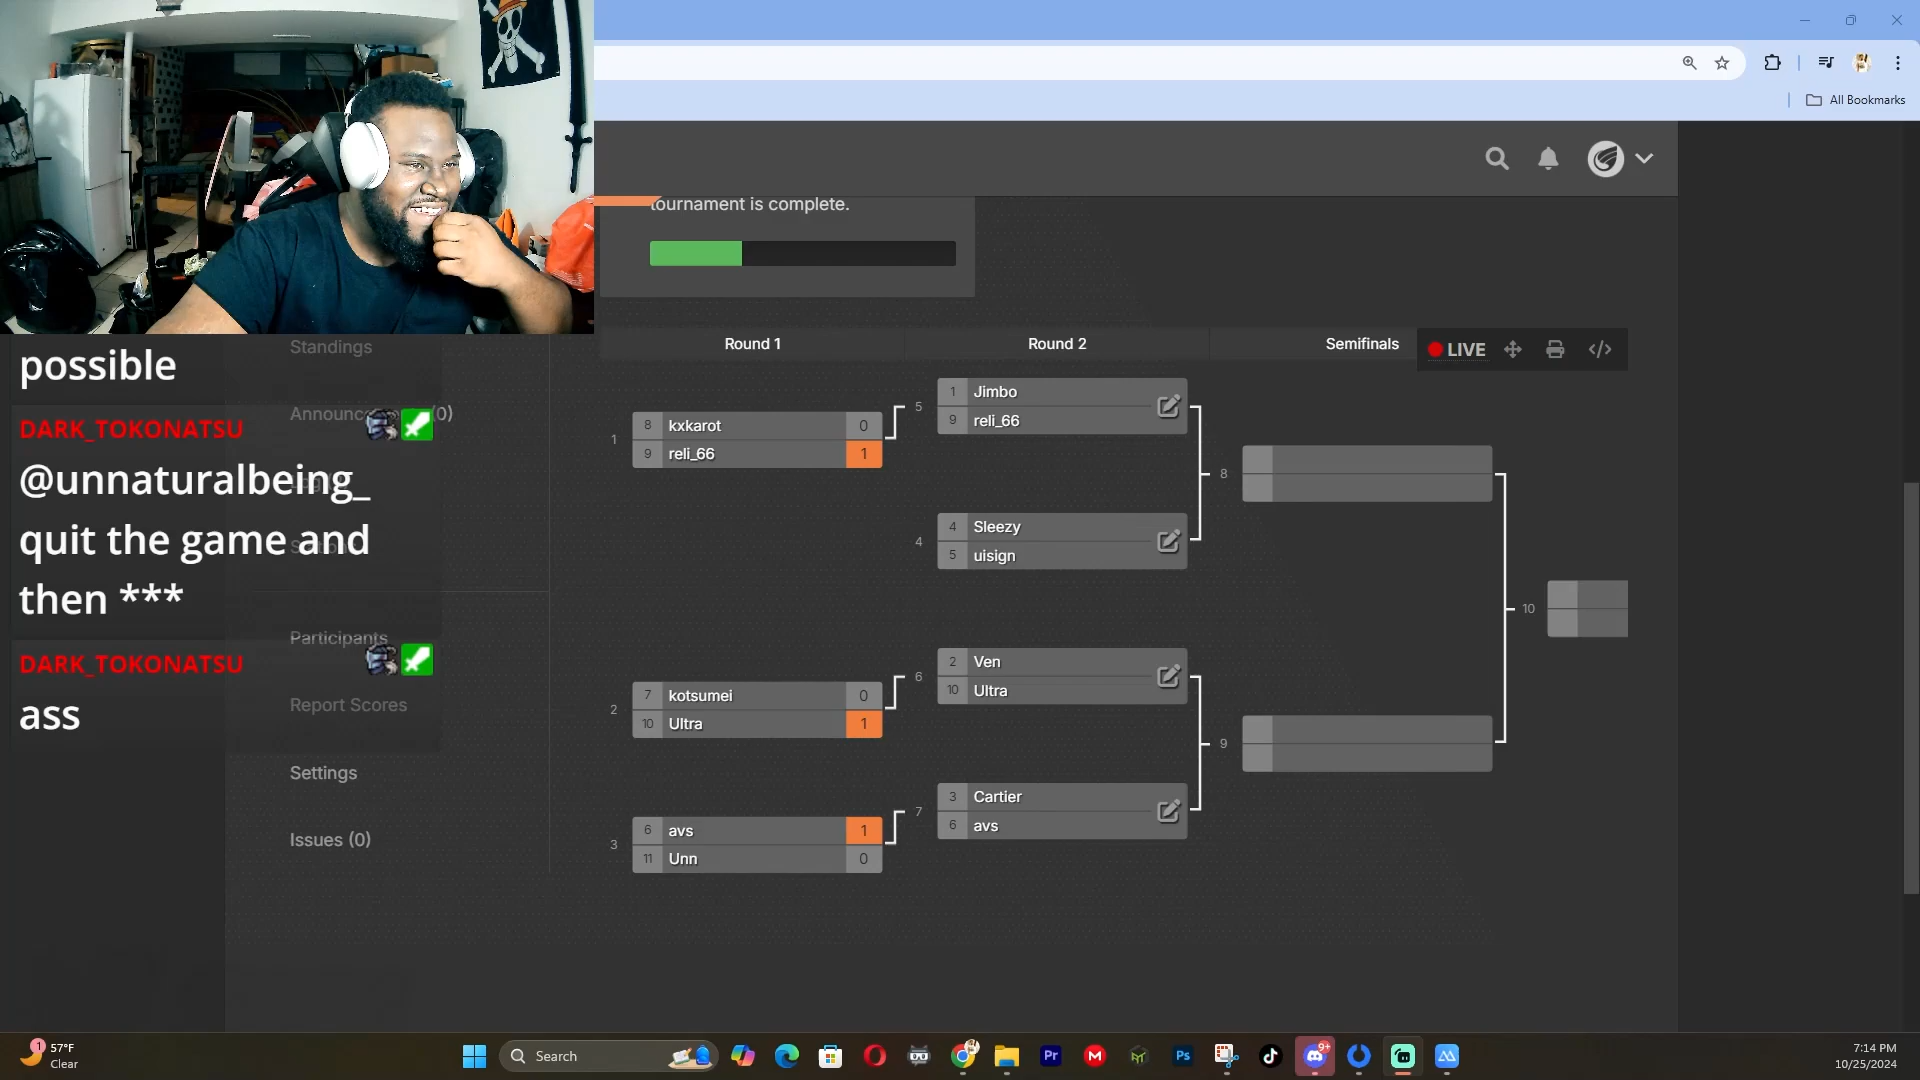 All Bookmarks
tournament is complete.
Round 1
Round 2
Semifinals
LIVE
Standings
possible
DARK_TOKONATSU
@unnaturalbeing_
quit the game and
then ***
DARK_TOKONATSU
ass
Participants
Report Scores
Settings
Issues (0)
1
8 kxkarot 0
9 reli_66 1
2
7 kotsumei 0
10 Ultra 1
3
6 avs 1
11 Unn 0
5
1 Jimbo
9 reli_66
4
4 Sleezy
5 uisign
6
2 Ven
10 Ultra
7
3 Cartier
6 avs
8
9
10
1
57°F
Clear
Search
Pr
Ps
9+
7:14 PM
10/25/2024